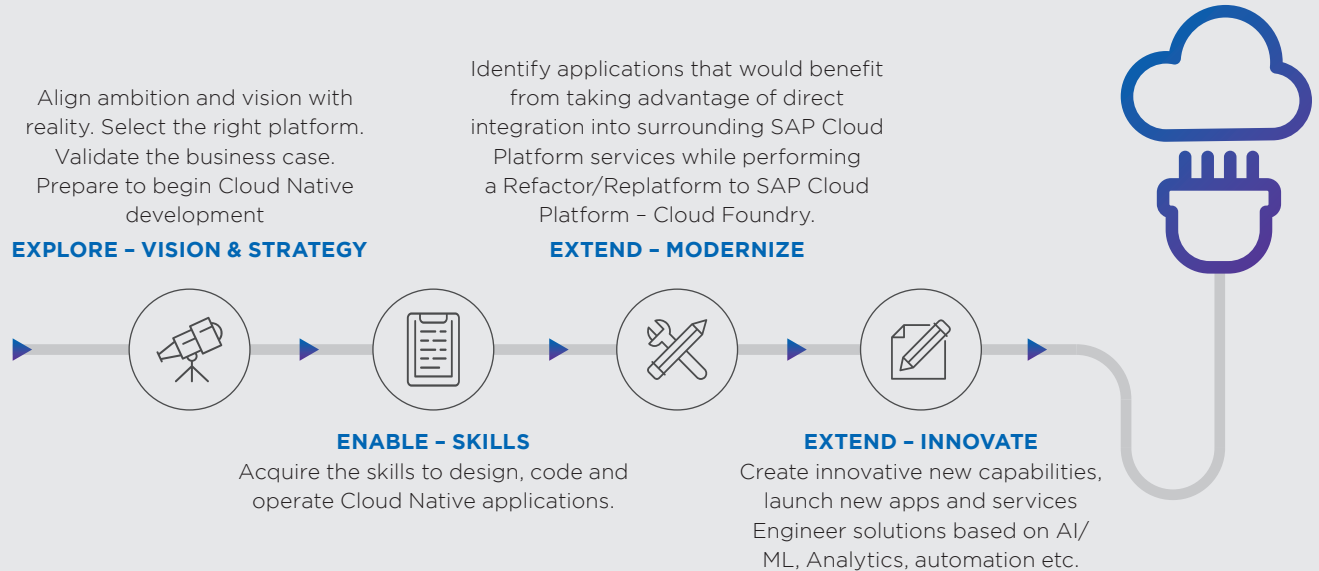 Align ambition and vision with
reality. Select the right platform.
Validate the business case.
Prepare to begin Cloud Native
development
EXPLORE – VISION & STRATEGY
ENABLE – SKILLS
Acquire the skills to design, code and
operate Cloud Native applications.
Identify applications that would benefit
from taking advantage of direct
integration into surrounding SAP Cloud
Platform services while performing
a Refactor/Replatform to SAP Cloud
Platform – Cloud Foundry.
EXTEND – MODERNIZE
EXTEND – INNOVATE
Create innovative new capabilities,
launch new apps and services
Engineer solutions based on AI/
ML, Analytics, automation etc.